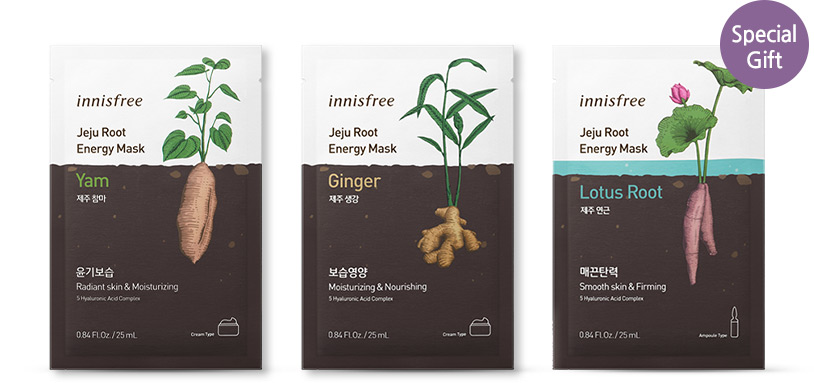 Special
Gift
innisfree
Jeju Root
Energy Mask
Yam
제주 참마
윤기보습
Radiant skin & Moisturizing
5 Hyaluronic Acid Complex
0.84 Fl.Oz. / 25 mL
Cream Type
innisfree
Jeju Root
Energy Mask
Ginger
제주 생강
보습영양
Moisturizing & Nourishing
5 Hyaluronic Acid Complex
0.84 Fl.Oz. / 25 mL
Cream Type
innisfree
Jeju Root
Energy Mask
Lotus Root
제주 연근
매끈탄력
Smooth skin & Firming
5 Hyaluronic Acid Complex
0.84 Fl.Oz. / 25 mL
Ampoule Type